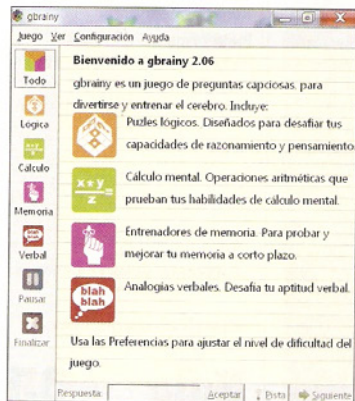 gbrainy
Juego Ver Configuración Ayuda
Todo
Lógica
Cálculo
Memoria
Verbal
Pausar
Finalizar
Bienvenido a gbrainy 2.06
gbrainy es un juego de preguntas capciosas, para
divertirse y entrenar el cerebro. Incluye:
Puzles lógicos. Diseñados para desafiar tus
capacidades de razonamiento y pensamiento.
x+y
z
=
Cálculo mental. Operaciones aritméticas que
prueban tus habilidades de cálculo mental.
Entrenadores de memoria. Para probar y
mejorar tu memoria a corto plazo.
blah
blah
Analogías verbales. Desafía tu aptitud verbal.
Usa las Preferencias para ajustar el nivel de dificultad del
juego.
Respuesta: Aceptar Pista Siguiente